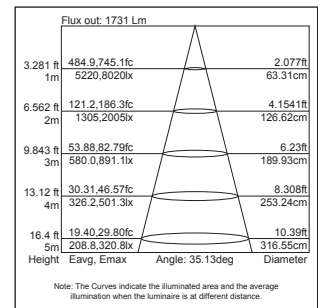 Flux out: 1731 Lm
3.281 ft 484.9,745.1fc 2.077ft
1m 5220,8020lx 63.31cm
6.562 ft 121.2,186.3fc 4.1541ft
2m 1305,2005lx 126.62cm
9.843 ft 53.88,82.79fc 6.23ft
3m 580.0,891.1lx 189.93cm
13.12 ft 30.31,46.57fc 8.308ft
4m 326.2,501.3lx 253.24cm
16.4 ft 19.40,29.80fc 10.39ft
5m 208.8,320.8lx 316.55cm
Height Eavg, Emax Angle: 35.13deg Diameter
Note: The Curves indicate the illuminated area and the average
illumination when the luminaire is at different distance.